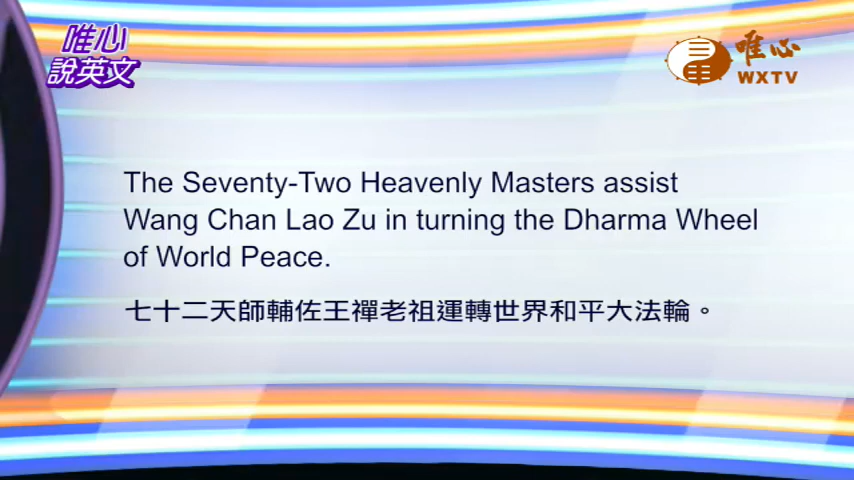 唯心
說英文
唯心
WXTV
The Seventy-Two Heavenly Masters assist
Wang Chan Lao Zu in turning the Dharma Wheel
of World Peace.
七十二天師輔佐王禪老祖運轉世界和平大法輪。